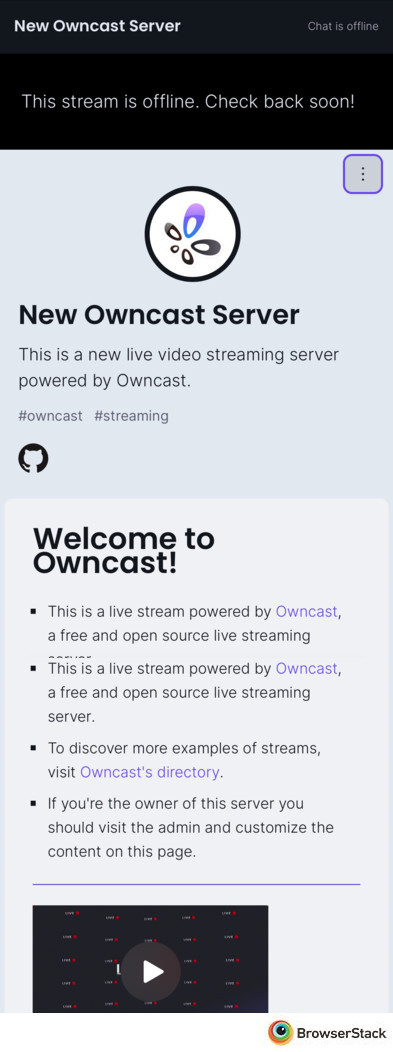 New Owncast Server
Chat is offline
This stream is offline. Check back soon!
New Owncast Server
This is a new live video streaming server
powered by Owncast.
#owncast #streaming
Welcome to
Owncast!
This is a live stream powered by Owncast,
a free and open source live streaming
This is a live stream powered by Owncast,
a free and open source live streaming
server.
To discover more examples of streams,
visit Owncast's directory.
If you're the owner of this server you
should visit the admin and customize the
content on this page.
BrowserStack